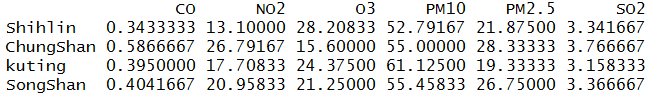 CO NO2 O3 PM10 PM2.5 SO2
Shihlin 0.3433333 13.10000 28.20833 52.79167 21.87500 3.341667
ChungShan 0.5866667 26.79167 15.60000 55.00000 28.33333 3.766667
kuting 0.3950000 17.70833 24.37500 61.12500 19.33333 3.158333
SongShan 0.4041667 20.95833 21.25000 55.45833 26.75000 3.366667